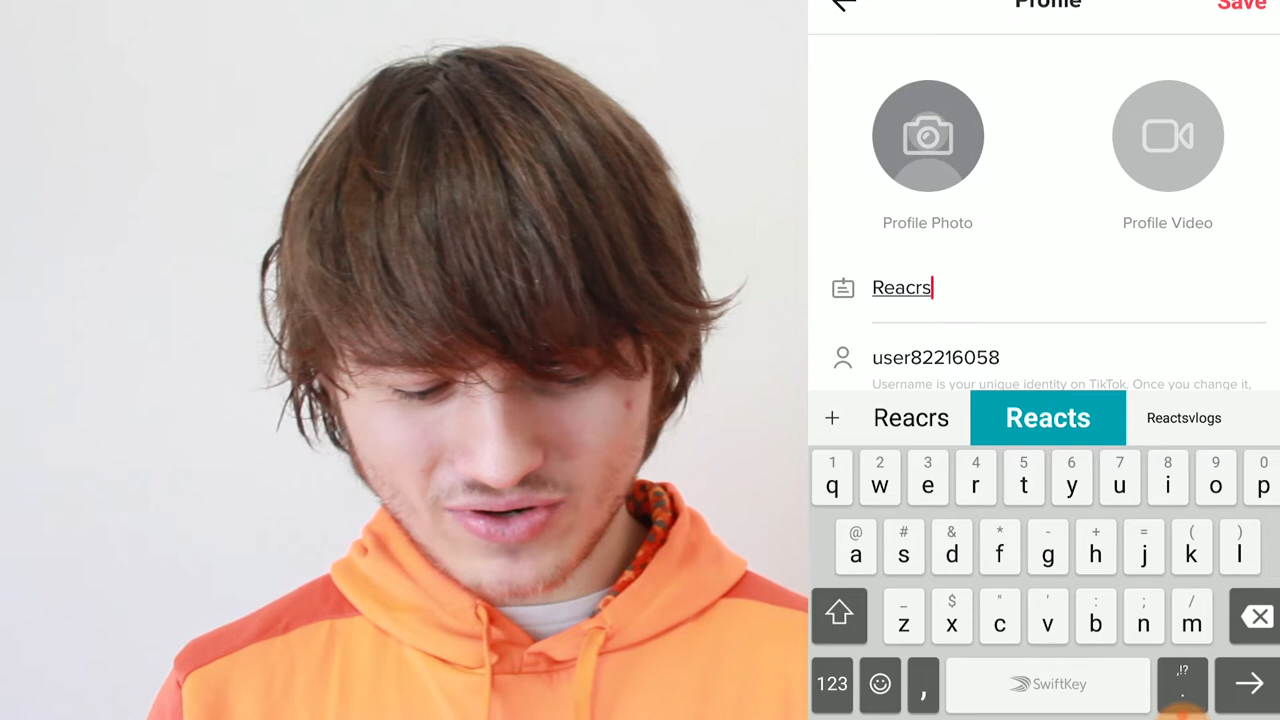 Profile
Save
Profile Photo
Profile Video
Reacrs
user82216058
Username is your unique identity on TikTok. Once you change it,
+ Reacrs Reacts Reactsvlogs
1 2 3 4 5 6 7 8 9 0
q w e r t y u i o p
@ # & * - + = ( )
a s d f g h j k l
_ $ " ' : ; /
z x c v b n m
,!?
123 , SwiftKey .